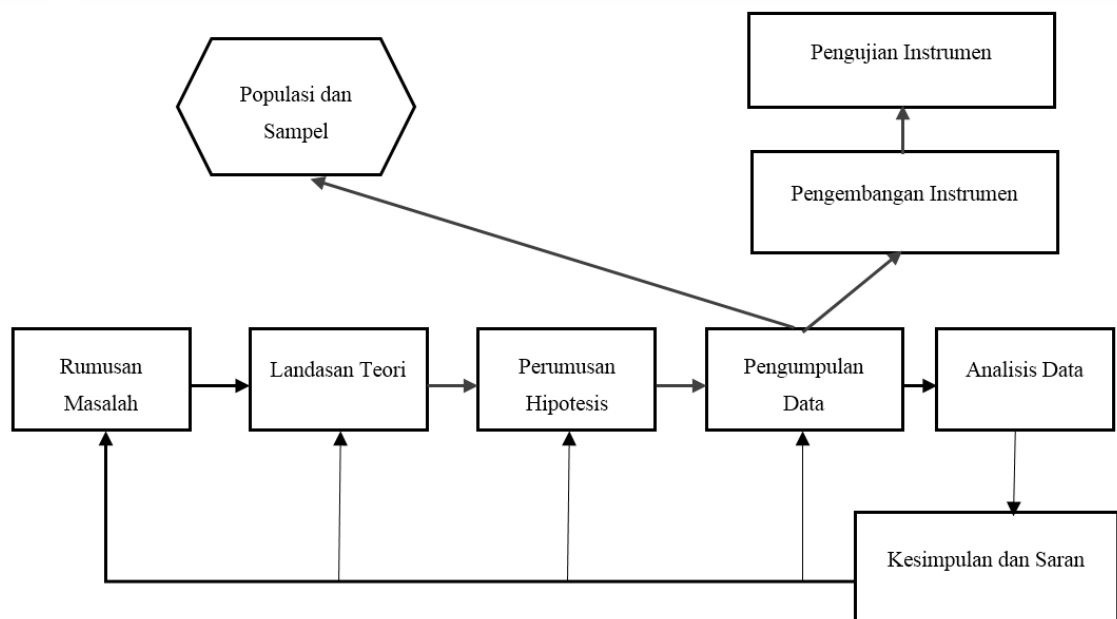 Pengujian Instrumen
Populasi dan
Sampel
Pengembangan Instrumen
Rumusan
Masalah
Landasan Teori
Perumusan
Hipotesis
Pengumpulan
Data
Analisis Data
Kesimpulan dan Saran